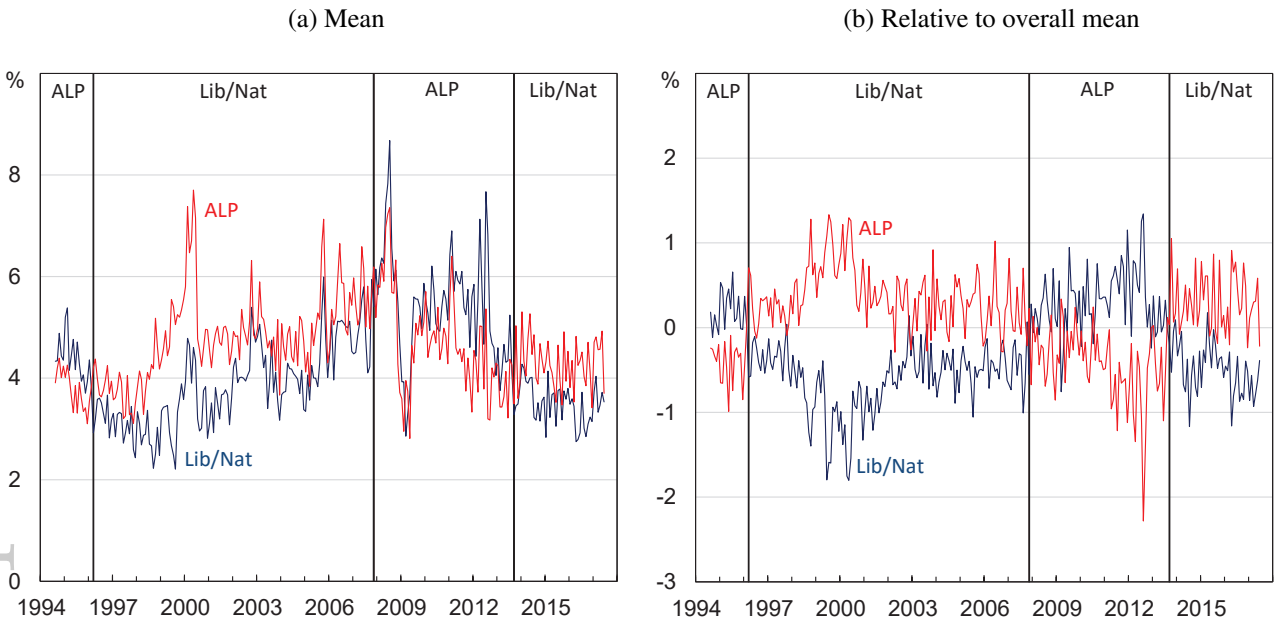 (a) Mean
(b) Relative to overall mean
%
ALP
Lib/Nat
ALP
Lib/Nat
8
6
4
2
0
ALP
Lib/Nat
1994
1997
2000
2003
2006
2009
2012
2015
%
ALP
Lib/Nat
ALP
Lib/Nat
2
1
0
-1
-2
-3
ALP
Lib/Nat
1994
1997
2000
2003
2006
2009
2012
2015